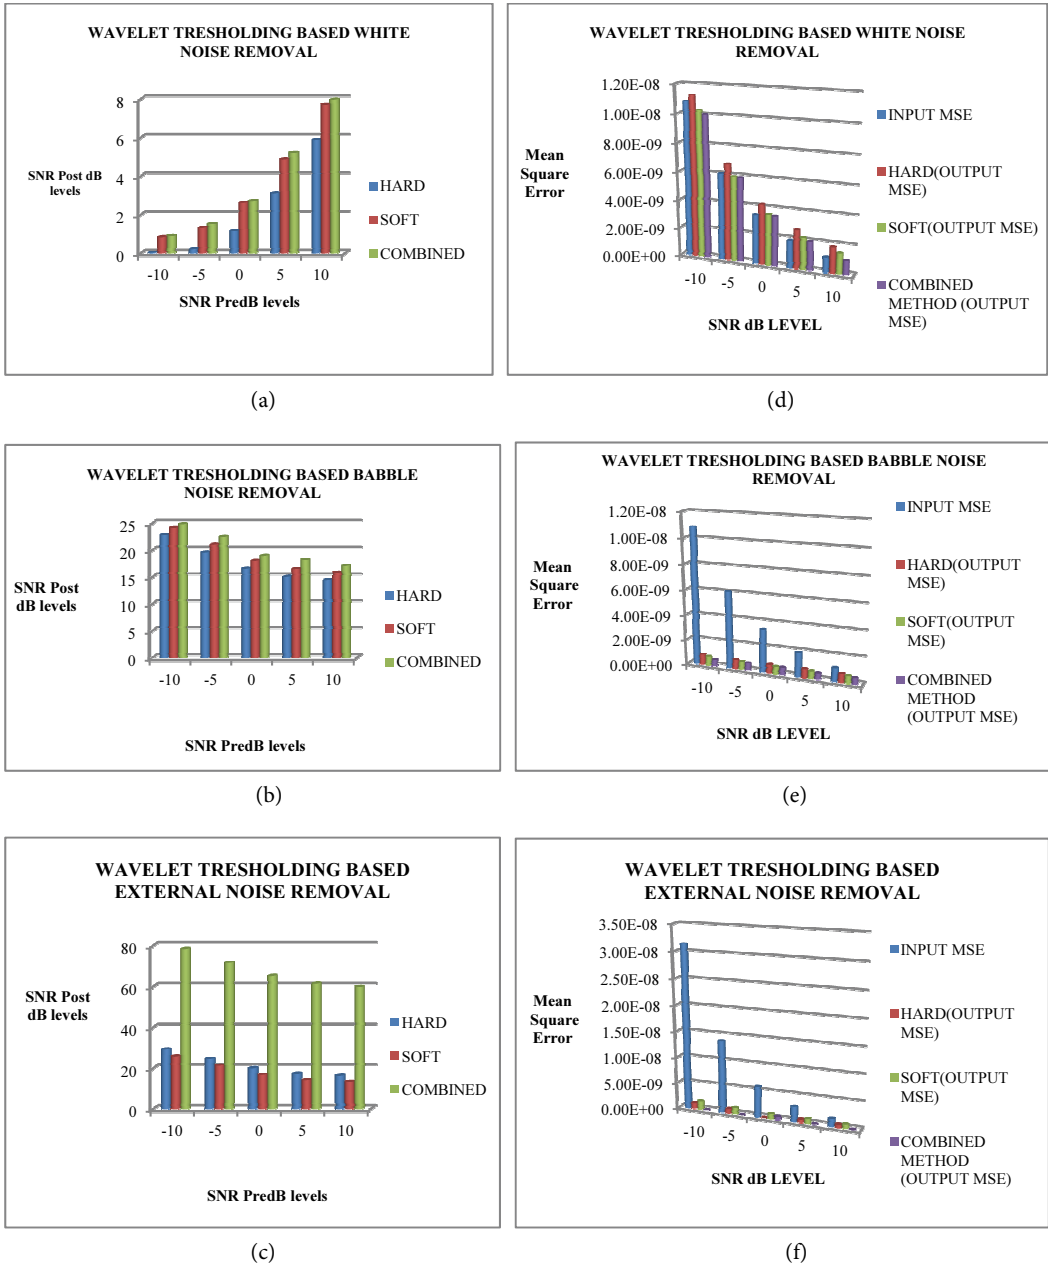 WAVELET TRESHOLDING BASED WHITE
NOISE REMOVAL
8
6
4
2
0
SNR Post dB
levels
-10 -5 0 5 10
SNR PredB levels
HARD
SOFT
COMBINED
(a)
WAVELET TRESHOLDING BASED WHITE NOISE
REMOVAL
1.20E-08
1.00E-08
8.00E-09
6.00E-09
4.00E-09
2.00E-09
0.00E+00
Mean
Square
Error
-10 -5 0 5 10
SNR dB LEVEL
INPUT MSE
HARD(OUTPUT
MSE)
SOFT(OUTPUT MSE)
COMBINED
METHOD (OUTPUT
MSE)
(d)
WAVELET TRESHOLDING BASED BABBLE
NOISE REMOVAL
25
20
15
10
5
0
SNR Post
dB levels
-10 -5 0 5 10
SNR PredB levels
HARD
SOFT
COMBINED
(b)
WAVELET TRESHOLDING BASED BABBLE NOISE
REMOVAL
1.20E-08
1.00E-08
8.00E-09
6.00E-09
4.00E-09
2.00E-09
0.00E+00
Mean
Square
Error
-10 -5 0 5 10
SNR dB LEVEL
INPUT MSE
HARD(OUTPUT
MSE)
SOFT(OUTPUT
MSE)
COMBINED
METHOD
(OUTPUT MSE)
(e)
WAVELET TRESHOLDING BASED
EXTERNAL NOISE REMOVAL
80
60
40
20
0
SNR Post
dB levels
-10 -5 0 5 10
SNR PredB levels
HARD
SOFT
COMBINED
(c)
WAVELET TRESHOLDING BASED
EXTERNAL NOISE REMOVAL
3.50E-08
3.00E-08
2.50E-08
2.00E-08
1.50E-08
1.00E-08
5.00E-09
0.00E+00
Mean
Square
Error
-10 -5 0 5 10
SNR dB LEVEL
INPUT MSE
HARD(OUTPUT
MSE)
SOFT(OUTPUT
MSE)
COMBINED
METHOD
(OUTPUT MSE)
(f)